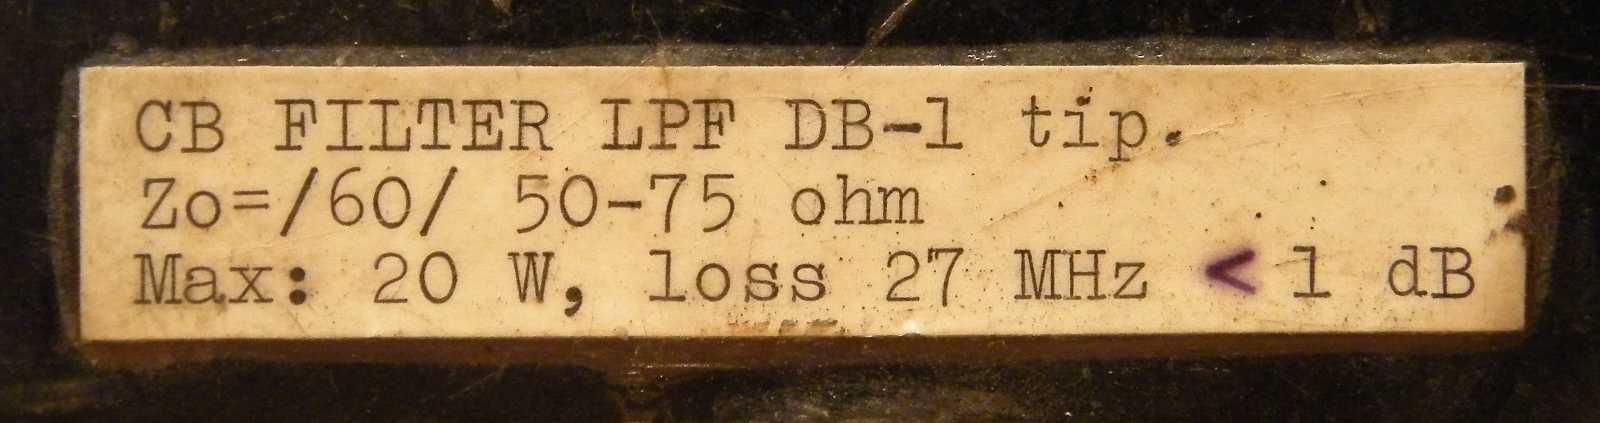 CB FILTER LPF DB-1 tip.
Zo=/60/ 50-75 ohm
Max: 20 W, loss 27 MHz < 1 dB